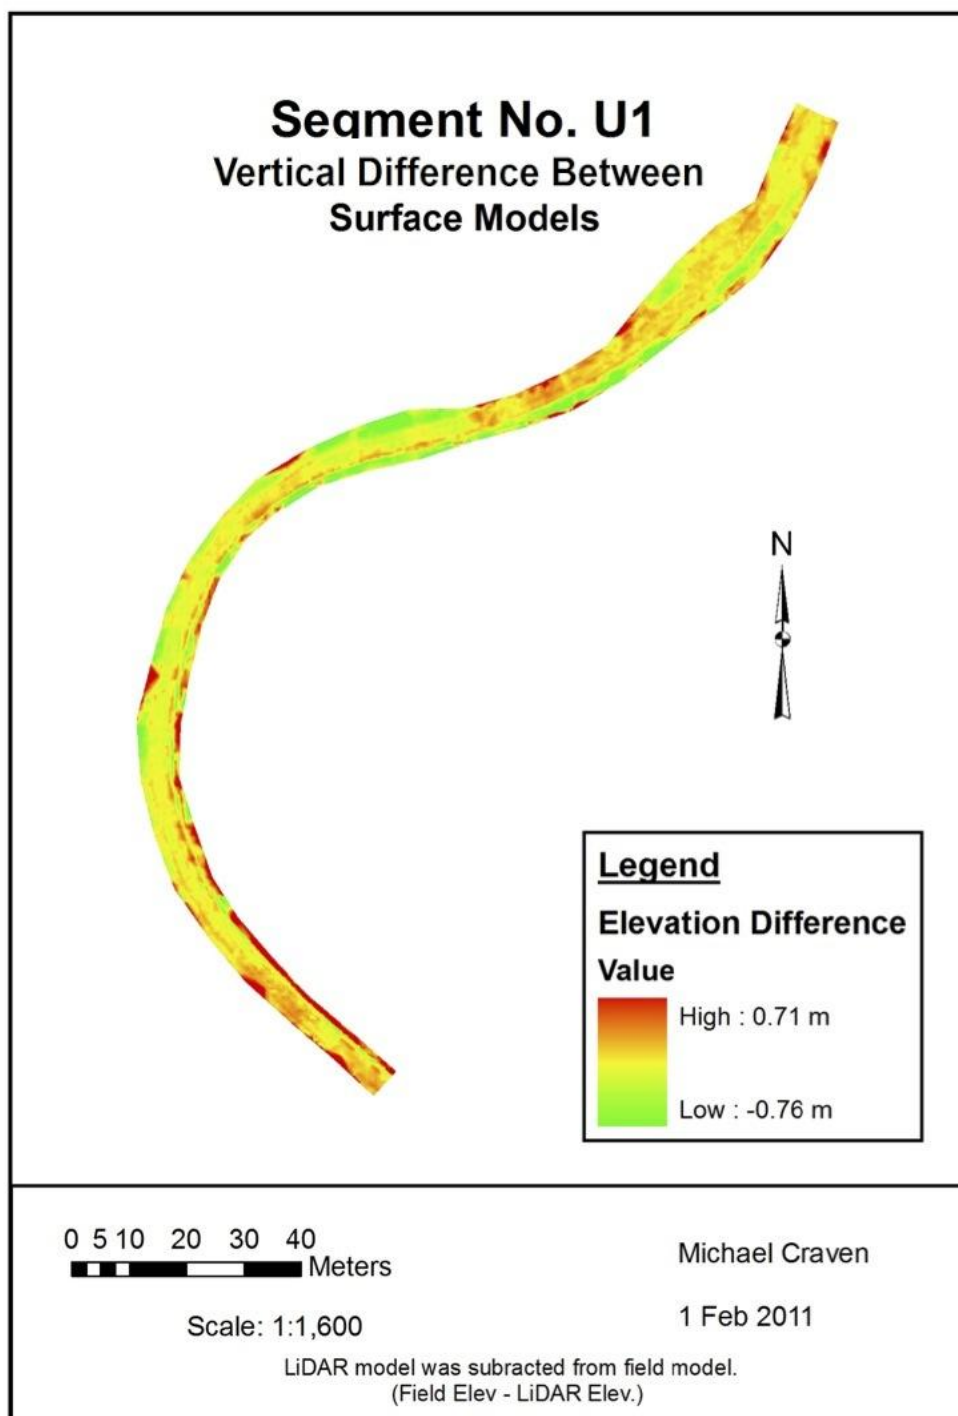 Segment No. U1
Vertical Difference Between
Surface Models
N
Legend
Elevation Difference
Value
High : 0.71 m
Low : -0.76 m
0 5 10 20 30 40
Meters
Scale: 1:1,600
Michael Craven
1 Feb 2011
LiDAR model was subracted from field model.
(Field Elev - LiDAR Elev.)